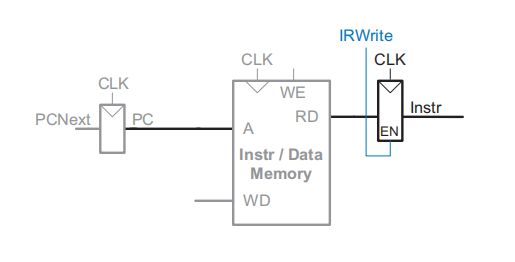 IRWrite
CLK
CLK
CLK
WE
PCNext
PC
A
RD
Instr
EN
Instr / Data
Memory
WD